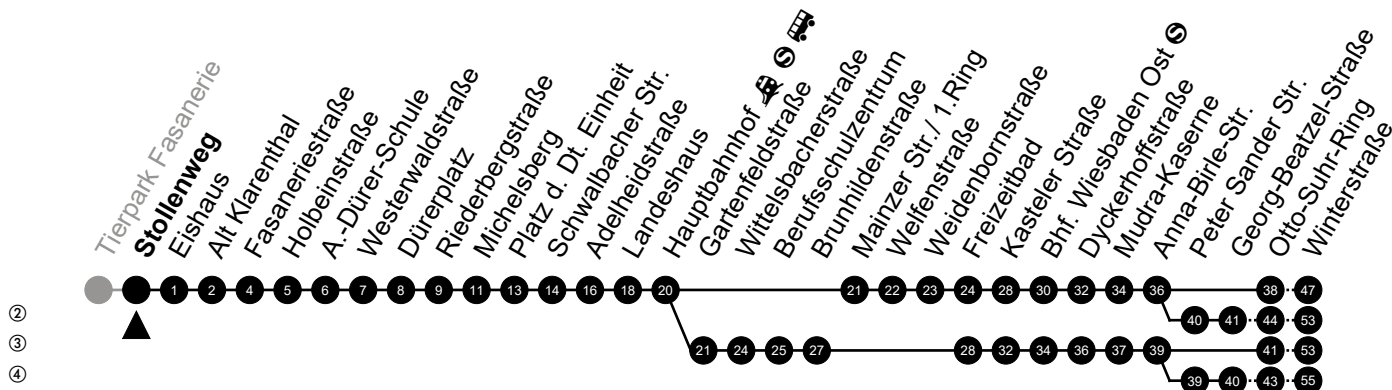 Tierpark Fasanerie
Stollenweg
Eishaus
Alt Klarenthal
Fasaneriestraße
Holbeinstraße
A.-Dürer-Schule
Westerwaldstraße
Dürerplatz
Riederbergstraße
Michelsberg
Platz d. Dt. Einheit
Schwalbacher Str.
Adelheidstraße
Landeshaus
Hauptbahnhof S
Gartenfeldstraße
Wittelsbacherstraße
Berufsschulzentrum
Brunhildenstraße
Mainzer Str./ 1.Ring
Welfenstraße
Weidenbornstraße
Freizeitbad
Kasteler Straße
Bhf. Wiesbaden Ost S
Dyckerhoffstraße
Mudra-Kaserne
Anna-Birle-Str.
Peter Sander Str.
Georg-Beatzel-Straße
Otto-Suhr-Ring
Winterstraße
1 2 4 5 6 7 8 9 11 13 14 16 18 20 21 22 23 24 28 30 32 34 36 38 47
② 40 41 44 53
③ 21 24 25 27 28 32 34 36 37 39 41 53
④ 39 40 43 55